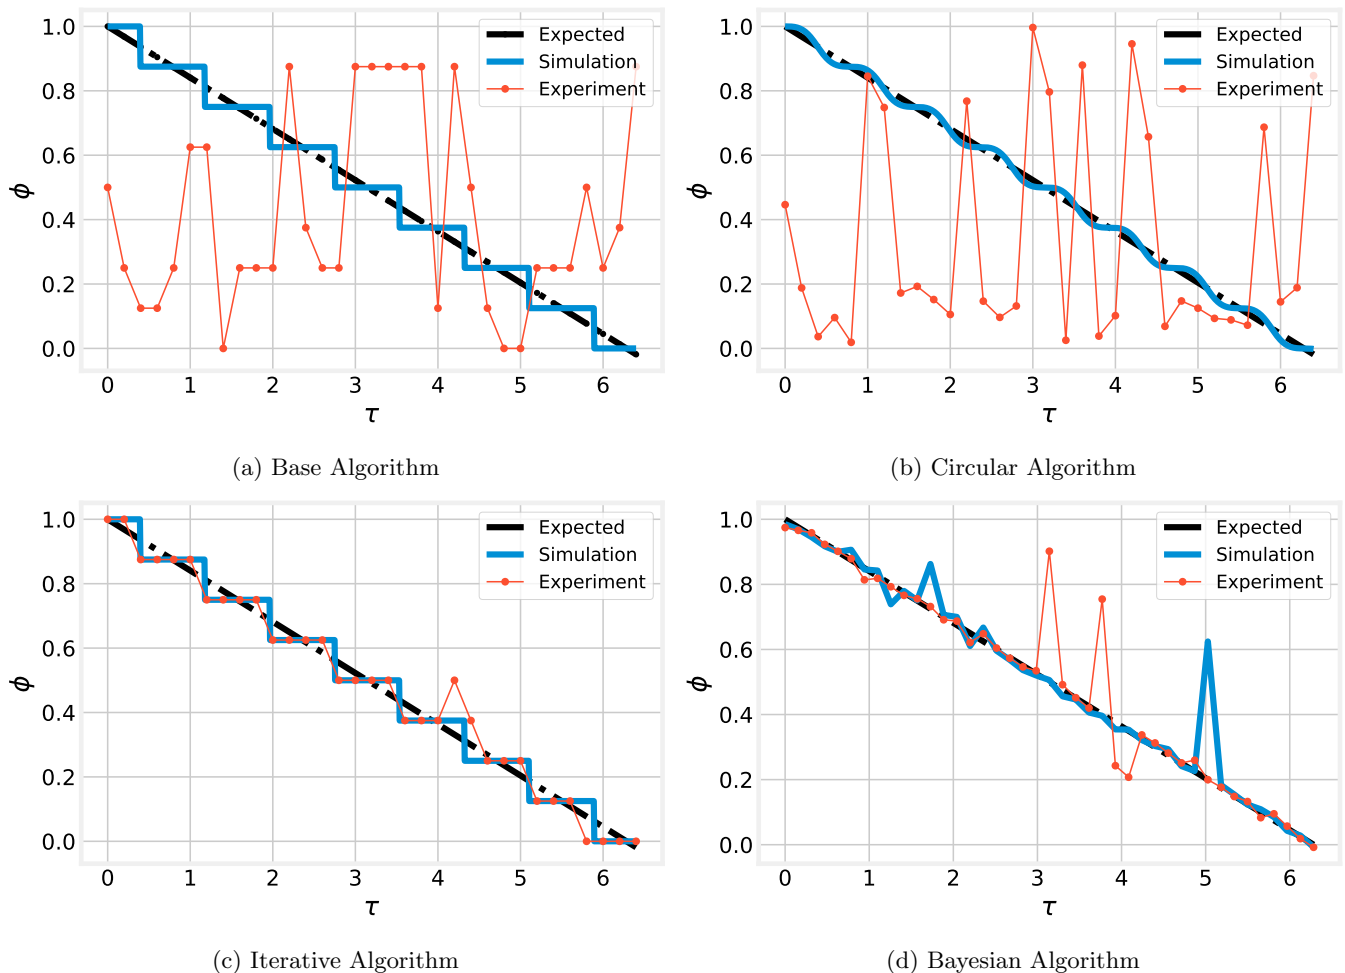 1.0
0.8
0.6
0.4
0.2
0.0
ϕ
0 1 2 3 4 5 6
τ
Expected
Simulation
Experiment
(a) Base Algorithm
1.0
0.8
0.6
0.4
0.2
0.0
ϕ
0 1 2 3 4 5 6
τ
Expected
Simulation
Experiment
(b) Circular Algorithm
1.0
0.8
0.6
0.4
0.2
0.0
ϕ
0 1 2 3 4 5 6
τ
Expected
Simulation
Experiment
(c) Iterative Algorithm
1.0
0.8
0.6
0.4
0.2
0.0
ϕ
0 1 2 3 4 5 6
τ
Expected
Simulation
Experiment
(d) Bayesian Algorithm